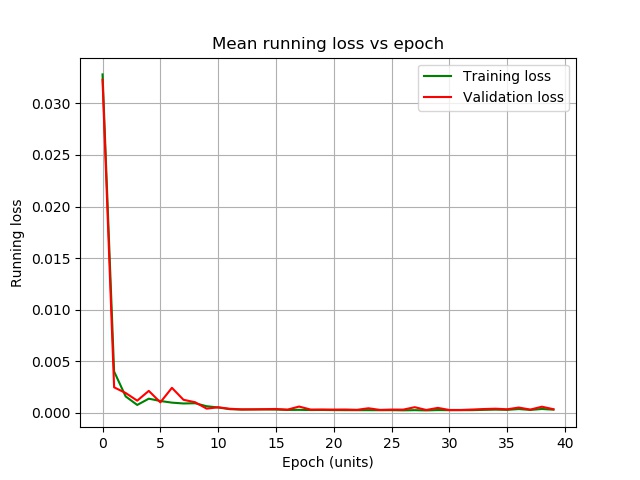 Mean running loss vs epoch
Training loss
Validation loss
0.030
0.025
0.020
0.015
0.010
0.005
0.000
Running loss
0 5 10 15 20 25 30 35 40
Epoch (units)